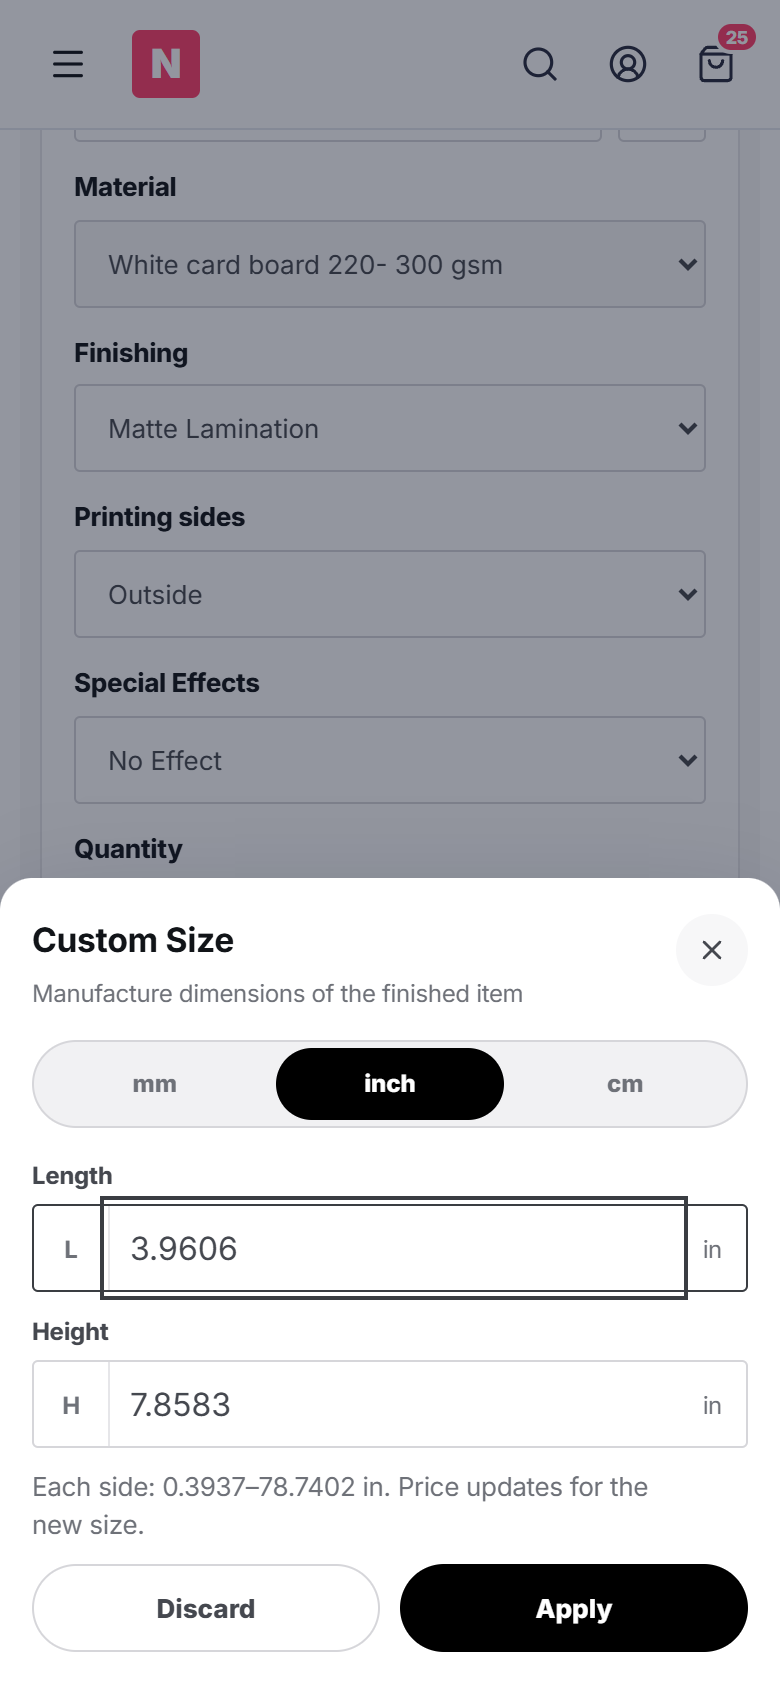 N
25
Material
White card board 220- 300 gsm
Finishing
Matte Lamination
Printing sides
Outside
Special Effects
No Effect
Quantity
Custom Size
Manufacture dimensions of the finished item
mm inch cm
Length
L 3.9606 in
Height
H 7.8583 in
Each side: 0.3937–78.7402 in. Price updates for the
new size.
Discard Apply